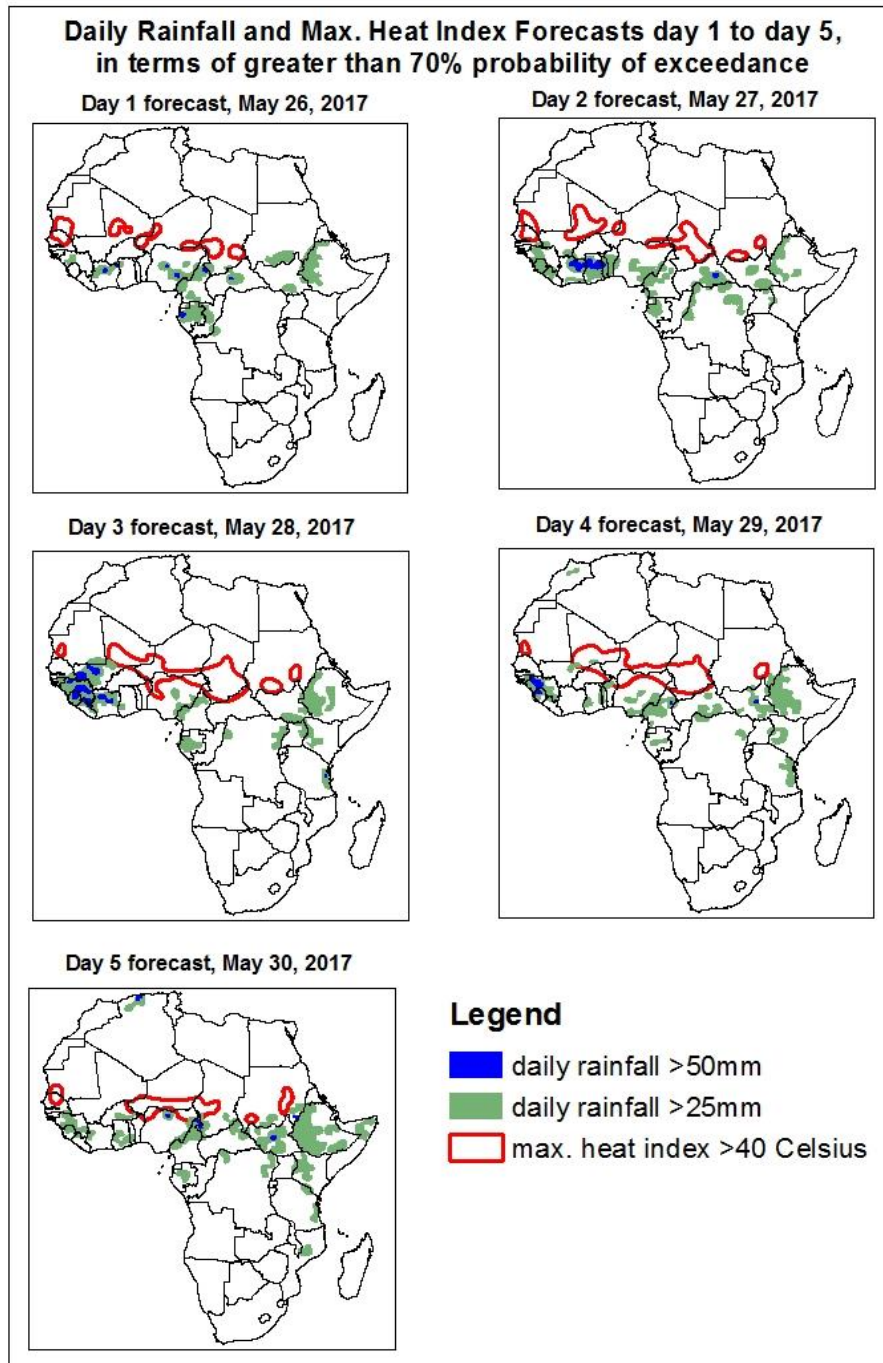 Daily Rainfall and Max. Heat Index Forecasts day 1 to day 5,
in terms of greater than 70% probability of exceedance
Day 1 forecast, May 26, 2017
Day 2 forecast, May 27, 2017
Day 3 forecast, May 28, 2017
Day 4 forecast, May 29, 2017
Day 5 forecast, May 30, 2017
Legend
daily rainfall >50mm
daily rainfall >25mm
max. heat index >40 Celsius